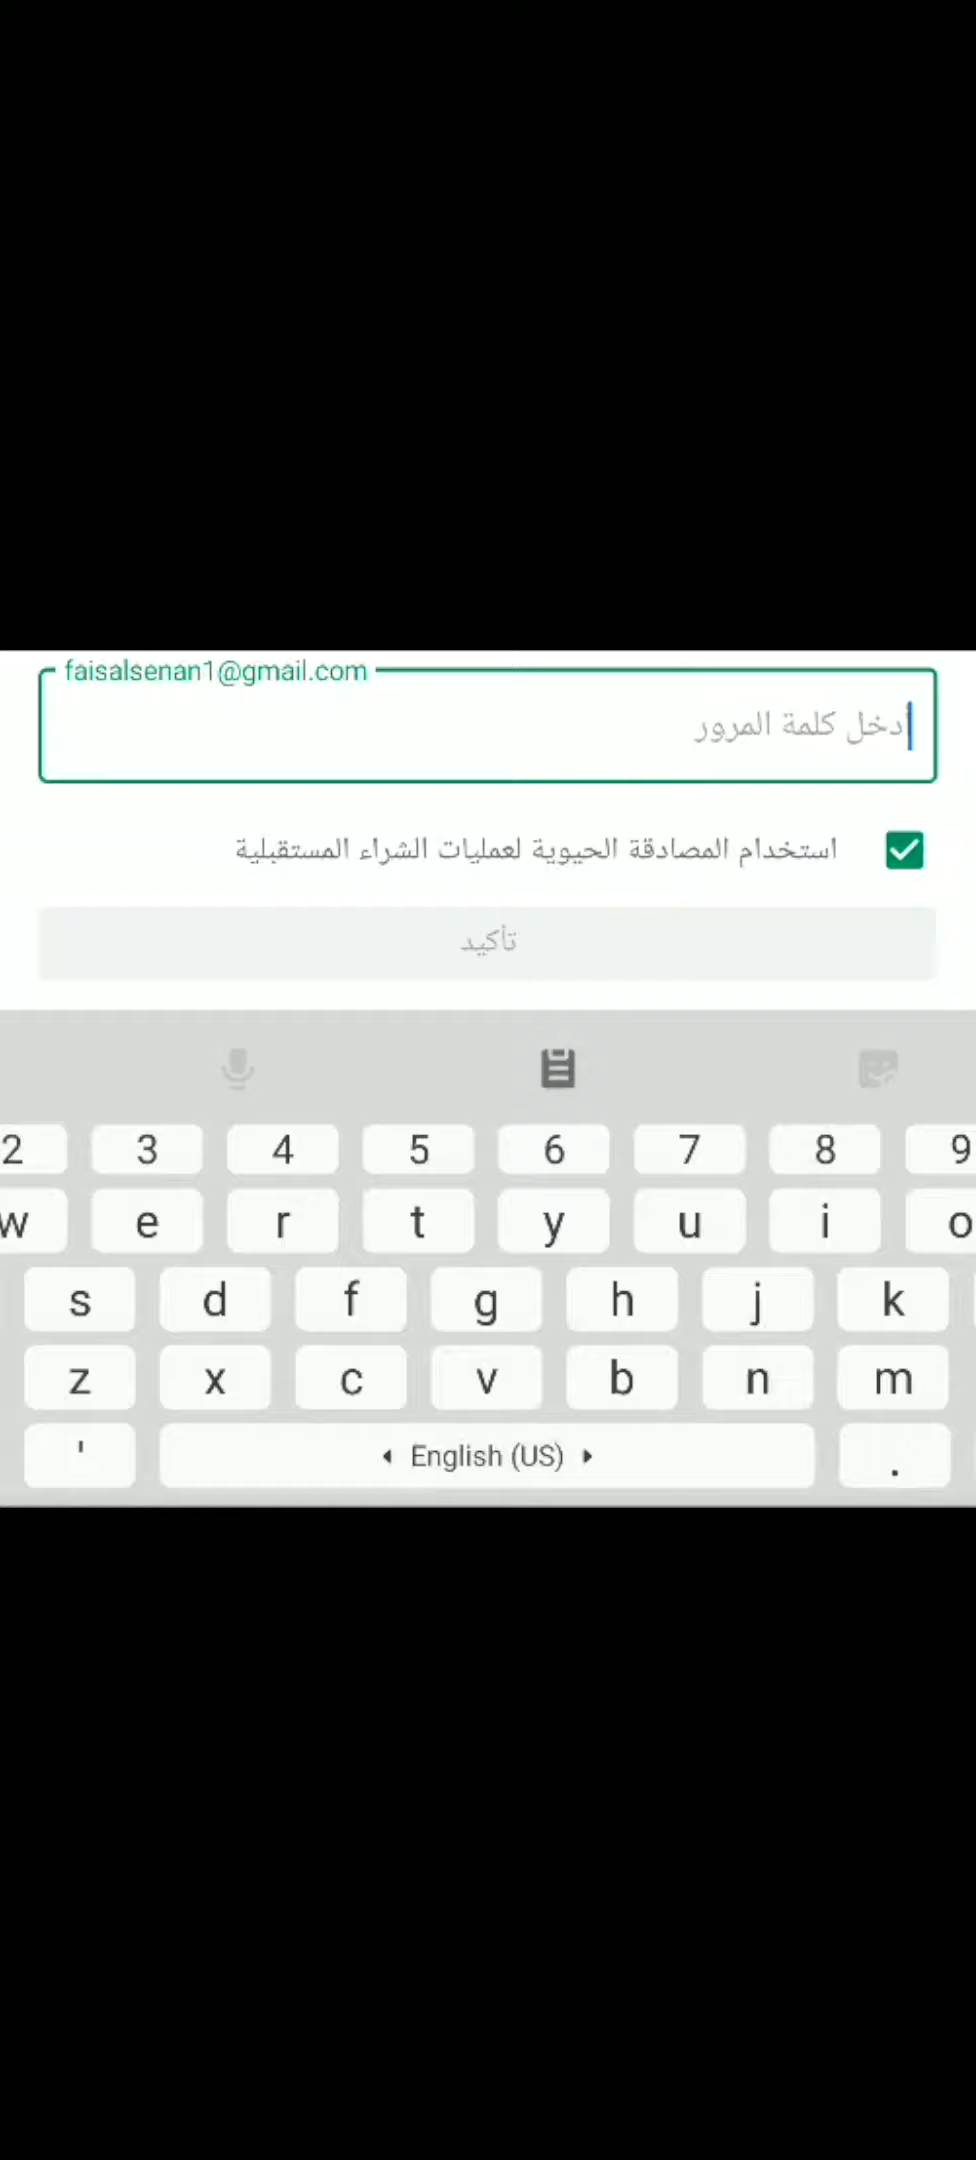 faisalsenan1@gmail.com
أدخل كلمة المرور
استخدام المصادقة الحيوية لعمليات الشراء المستقبلية
تأكيد
2 3 4 5 6 7 8 9
w e r t y u i o
s d f g h j k
z x c v b n m
' English (US) .